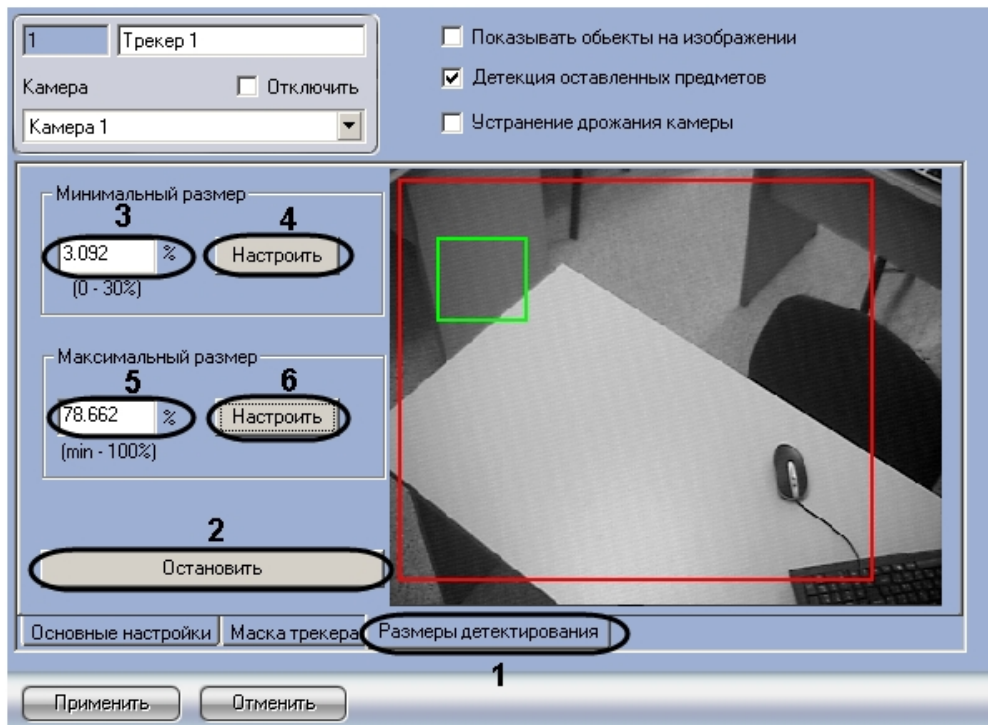 1
Трекер 1
Камера
Отключить
Камера 1
Показывать обьекты на изображении
Детекция оставленных предметов
Устранение дрожания камеры
Минимальный размер
3
4
3.092
%
Настроить
(0 - 30%)
Максимальный размер
5
6
78.662
%
Настроить
(min - 100%)
2
Остановить
Основные настройки
Маска трекера
Размеры детектирования
1
Применить
Отменить